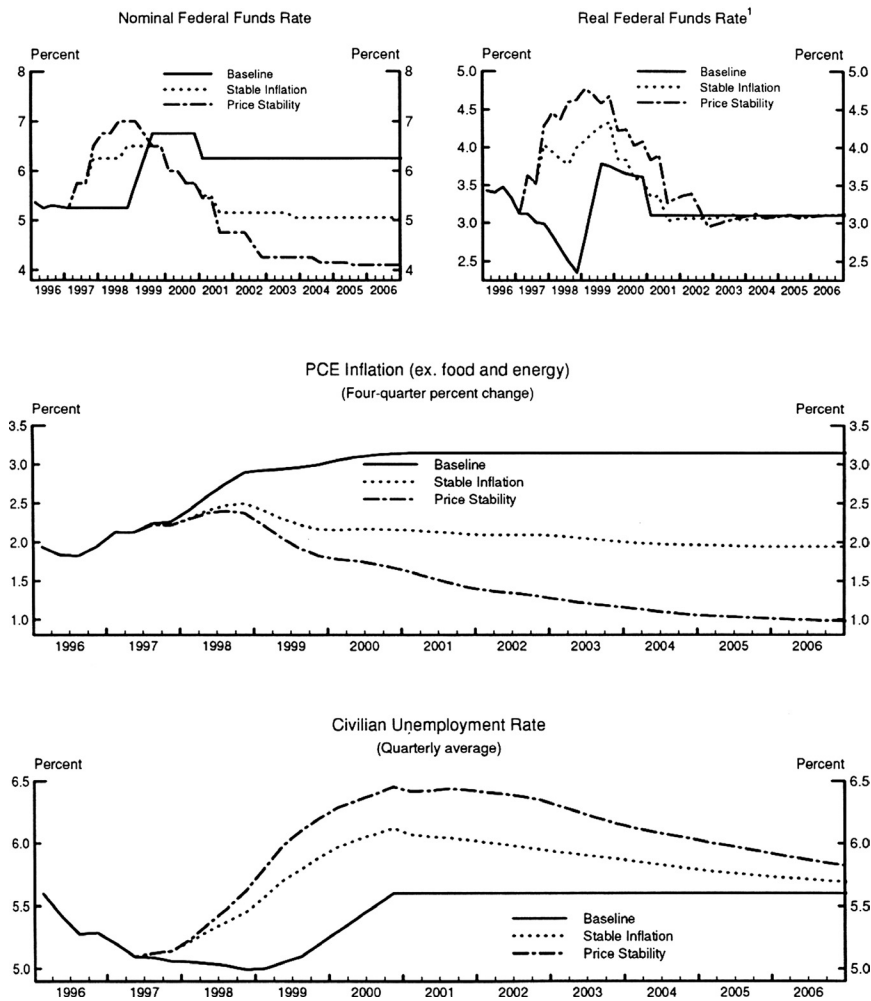 Nominal Federal Funds Rate
Percent Percent
8 8
Baseline
Stable Inflation
Price Stability
7 7
6 6
5 5
4 4
1996 1997 1998 1999 2000 2001 2002 2003 2004 2005 2006
Real Federal Funds Rate¹
Percent Percent
5.0 5.0
Baseline
Stable Inflation
Price Stability
4.5 4.5
4.0 4.0
3.5 3.5
3.0 3.0
2.5 2.5
1996 1997 1998 1999 2000 2001 2002 2003 2004 2005 2006
PCE Inflation (ex. food and energy)
(Four-quarter percent change)
Percent Percent
3.5 3.5
3.0 3.0
Baseline
Stable Inflation
Price Stability
2.5 2.5
2.0 2.0
1.5 1.5
1.0 1.0
1996 1997 1998 1999 2000 2001 2002 2003 2004 2005 2006
Civilian Unemployment Rate
(Quarterly average)
Percent Percent
6.5 6.5
6.0 6.0
5.5 5.5
Baseline
Stable Inflation
Price Stability
5.0 5.0
1996 1997 1998 1999 2000 2001 2002 2003 2004 2005 2006